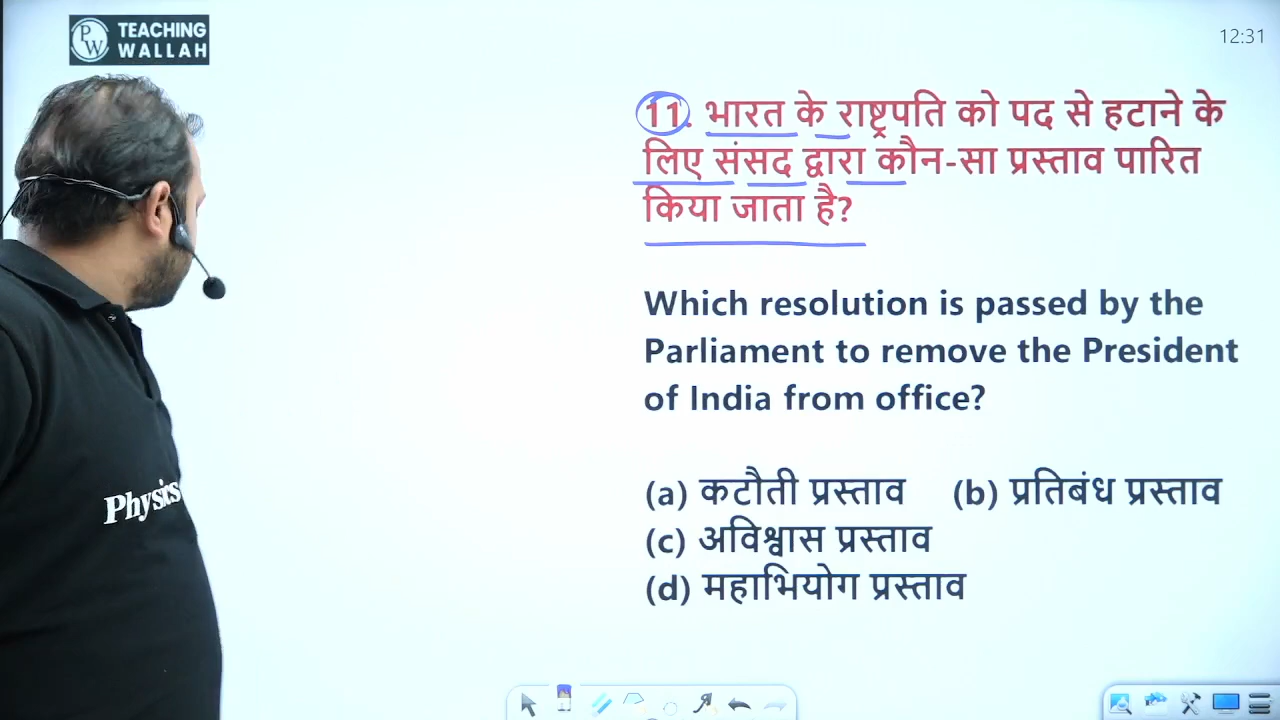 TEACHING
WALLAH
PW
12:31
11. भारत के राष्ट्रपति को पद से हटाने के
लिए संसद द्वारा कौन-सा प्रस्ताव पारित
किया जाता है?
Which resolution is passed by the
Parliament to remove the President
of India from office?
(a) कटौती प्रस्ताव (b) प्रतिबंध प्रस्ताव
(c) अविश्वास प्रस्ताव
(d) महाभियोग प्रस्ताव
Physics